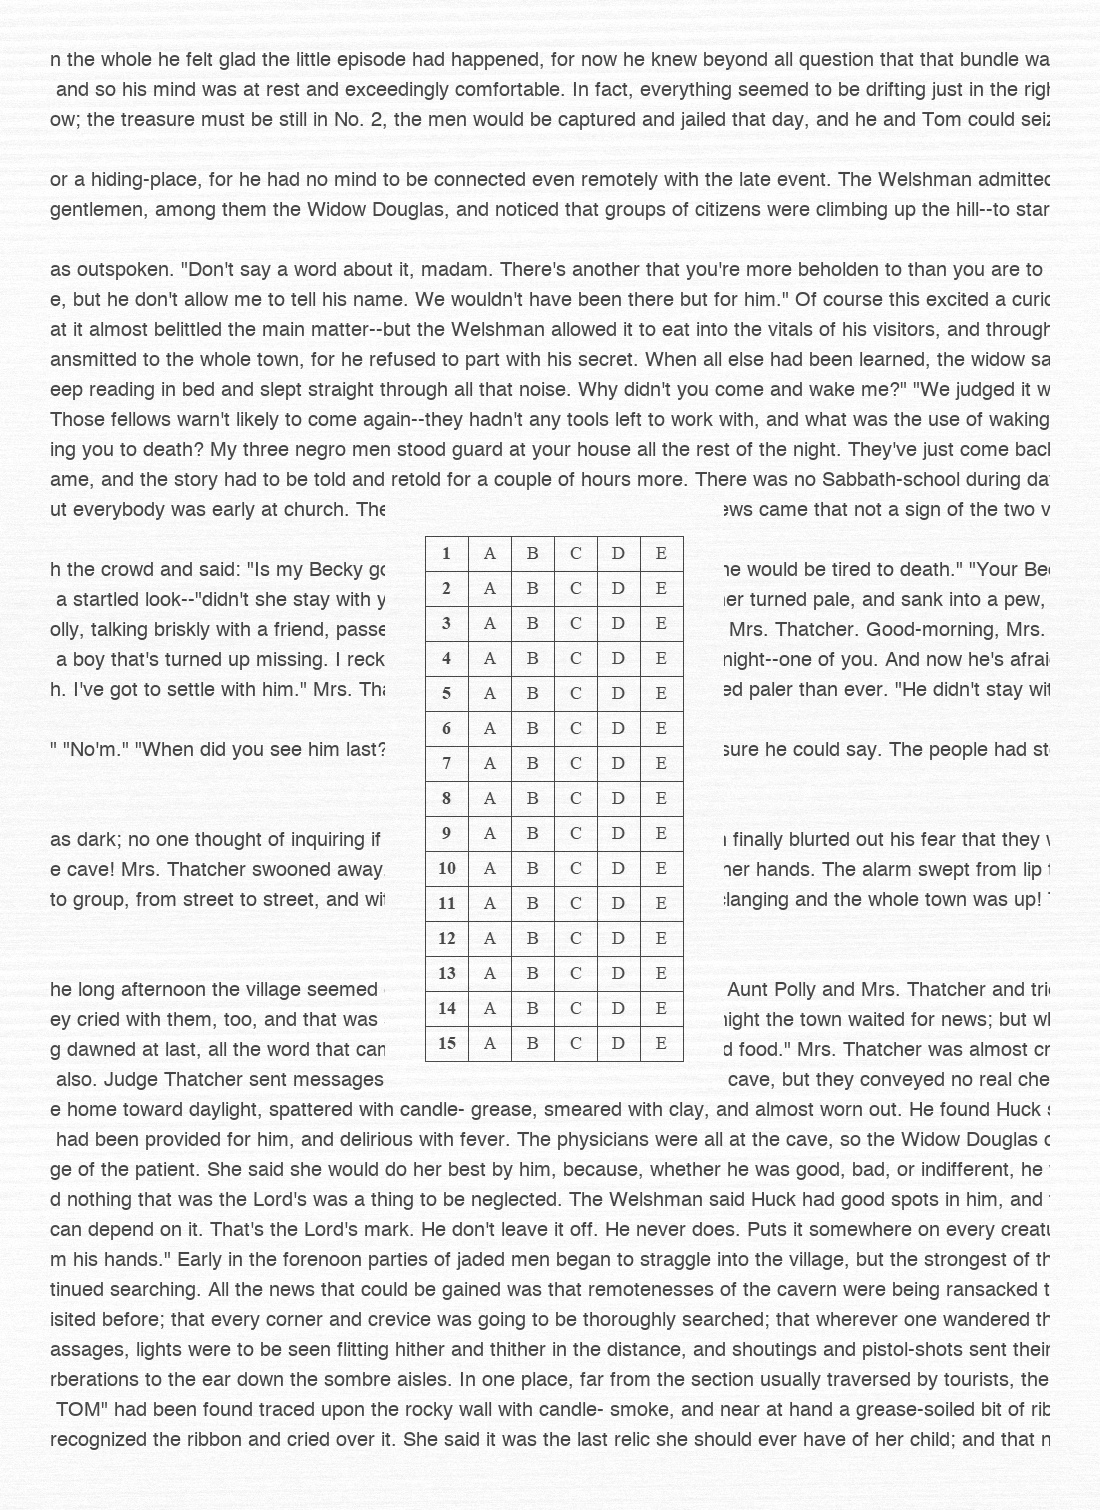 n the whole he felt glad the little episode had happened, for now he knew beyond all question that that bundle wa
and so his mind was at rest and exceedingly comfortable. In fact, everything seemed to be drifting just in the righ
ow; the treasure must be still in No. 2, the men would be captured and jailed that day, and he and Tom could seiz
or a hiding-place, for he had no mind to be connected even remotely with the late event. The Welshman admitted
gentlemen, among them the Widow Douglas, and noticed that groups of citizens were climbing up the hill--to star
as outspoken. "Don't say a word about it, madam. There's another that you're more beholden to than you are to
e, but he don't allow me to tell his name. We wouldn't have been there but for him." Of course this excited a curio
at it almost belittled the main matter--but the Welshman allowed it to eat into the vitals of his visitors, and through
ansmitted to the whole town, for he refused to part with his secret. When all else had been learned, the widow sa
eep reading in bed and slept straight through all that noise. Why didn't you come and wake me?" "We judged it w
Those fellows warn't likely to come again--they hadn't any tools left to work with, and what was the use of waking
ing you to death? My three negro men stood guard at your house all the rest of the night. They've just come back
ame, and the story had to be told and retold for a couple of hours more. There was no Sabbath-school during da
ut everybody was early at church. The ews came that not a sign of the two v
1 A B C D E
h the crowd and said: "Is my Becky go he would be tired to death." "Your Bec
2 A B C D E
a startled look--"didn't she stay with y er turned pale, and sank into a pew,
3 A B C D E
olly, talking briskly with a friend, passe Mrs. Thatcher. Good-morning, Mrs.
4 A B C D E
a boy that's turned up missing. I reck night--one of you. And now he's afrai
5 A B C D E
h. I've got to settle with him." Mrs. Tha ed paler than ever. "He didn't stay wit
6 A B C D E
" "No'm." "When did you see him last? sure he could say. The people had sto
7 A B C D E
8 A B C D E
9 A B C D E
as dark; no one thought of inquiring if finally blurted out his fear that they w
10 A B C D E
e cave! Mrs. Thatcher swooned away, her hands. The alarm swept from lip t
11 A B C D E
to group, from street to street, and wit clanging and the whole town was up!
12 A B C D E
13 A B C D E
he long afternoon the village seemed Aunt Polly and Mrs. Thatcher and trie
14 A B C D E
ey cried with them, too, and that was night the town waited for news; but wh
15 A B C D E
g dawned at last, all the word that can d food." Mrs. Thatcher was almost cr
also. Judge Thatcher sent messages cave, but they conveyed no real che
e home toward daylight, spattered with candle- grease, smeared with clay, and almost worn out. He found Huck s
had been provided for him, and delirious with fever. The physicians were all at the cave, so the Widow Douglas c
ge of the patient. She said she would do her best by him, because, whether he was good, bad, or indifferent, he
d nothing that was the Lord's was a thing to be neglected. The Welshman said Huck had good spots in him, and
can depend on it. That's the Lord's mark. He don't leave it off. He never does. Puts it somewhere on every creatu
m his hands." Early in the forenoon parties of jaded men began to straggle into the village, but the strongest of th
tinued searching. All the news that could be gained was that remotenesses of the cavern were being ransacked t
isited before; that every corner and crevice was going to be thoroughly searched; that wherever one wandered th
assages, lights were to be seen flitting hither and thither in the distance, and shoutings and pistol-shots sent their
rberations to the ear down the sombre aisles. In one place, far from the section usually traversed by tourists, the
TOM" had been found traced upon the rocky wall with candle- smoke, and near at hand a grease-soiled bit of rib
recognized the ribbon and cried over it. She said it was the last relic she should ever have of her child; and that n